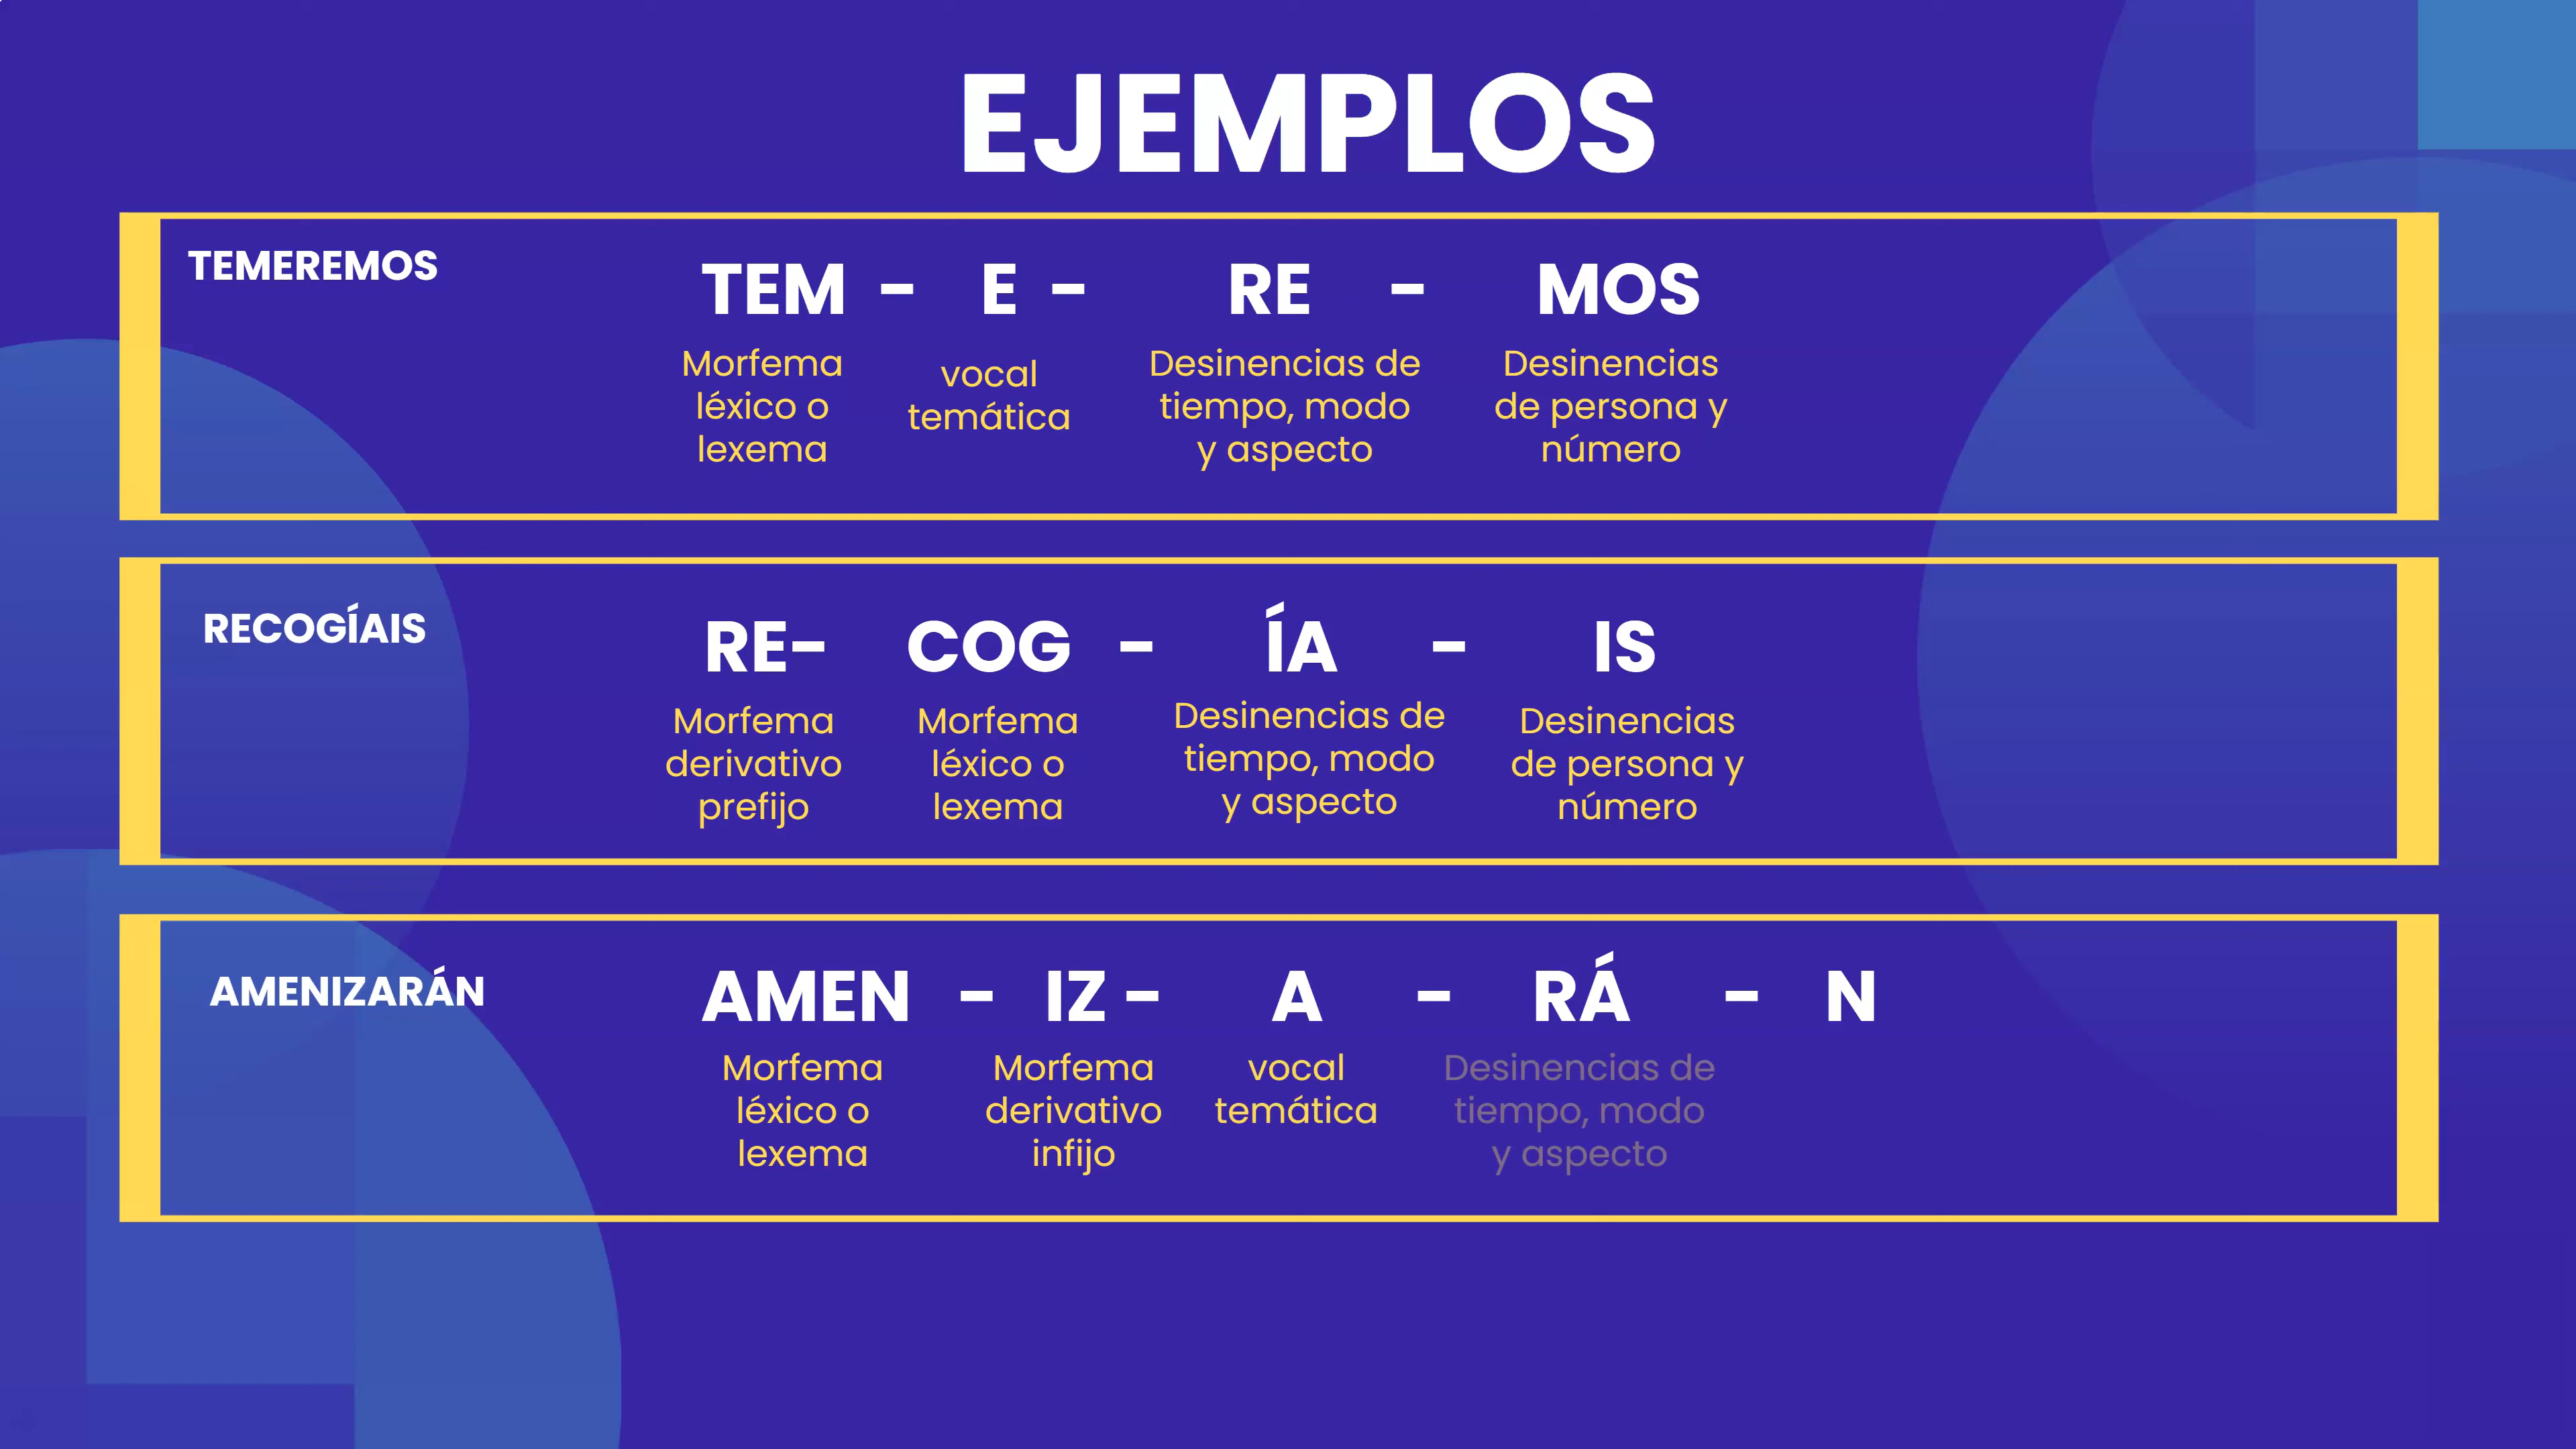 EJEMPLOS
TEMEREMOS
TEM - E - RE - MOS
Morfema
léxico o
lexema
vocal
temática
Desinencias de
tiempo, modo
y aspecto
Desinencias
de persona y
número
RECOGÍAIS
RE- COG - ÍA - IS
Morfema
derivativo
prefijo
Morfema
léxico o
lexema
Desinencias de
tiempo, modo
y aspecto
Desinencias
de persona y
número
AMENIZARÁN
AMEN - IZ - A - RÁ - N
Morfema
léxico o
lexema
Morfema
derivativo
infijo
vocal
temática
Desinencias de
tiempo, modo
y aspecto